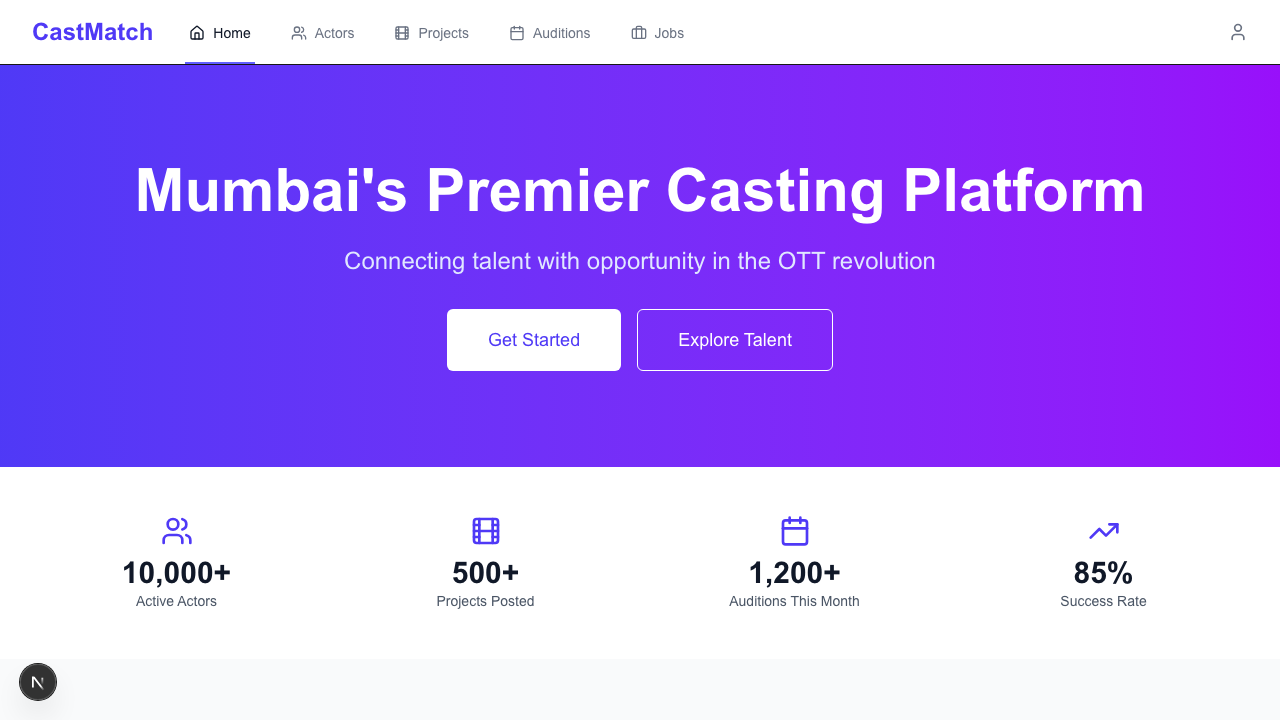 CastMatch
Home
Actors
Projects
Auditions
Jobs
Mumbai's Premier Casting Platform
Connecting talent with opportunity in the OTT revolution
Get Started
Explore Talent
10,000+
Active Actors
500+
Projects Posted
1,200+
Auditions This Month
85%
Success Rate
N